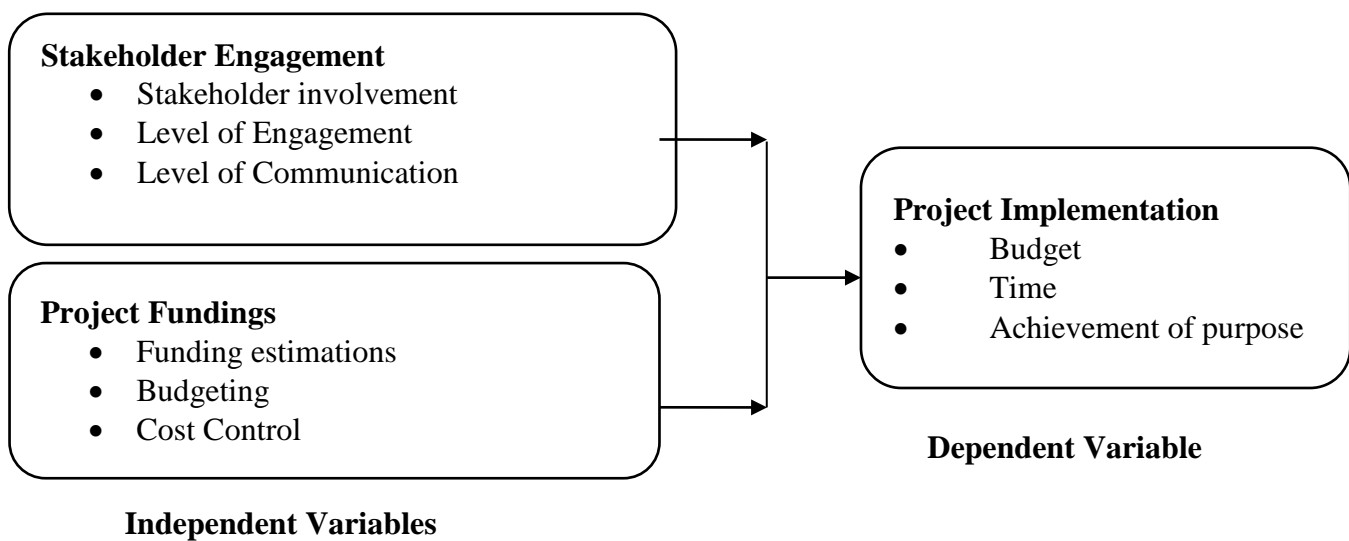 Stakeholder Engagement
• Stakeholder involvement
• Level of Engagement
• Level of Communication
Project Fundings
• Funding estimations
• Budgeting
• Cost Control
Independent Variables
Project Implementation
• Budget
• Time
• Achievement of purpose
Dependent Variable